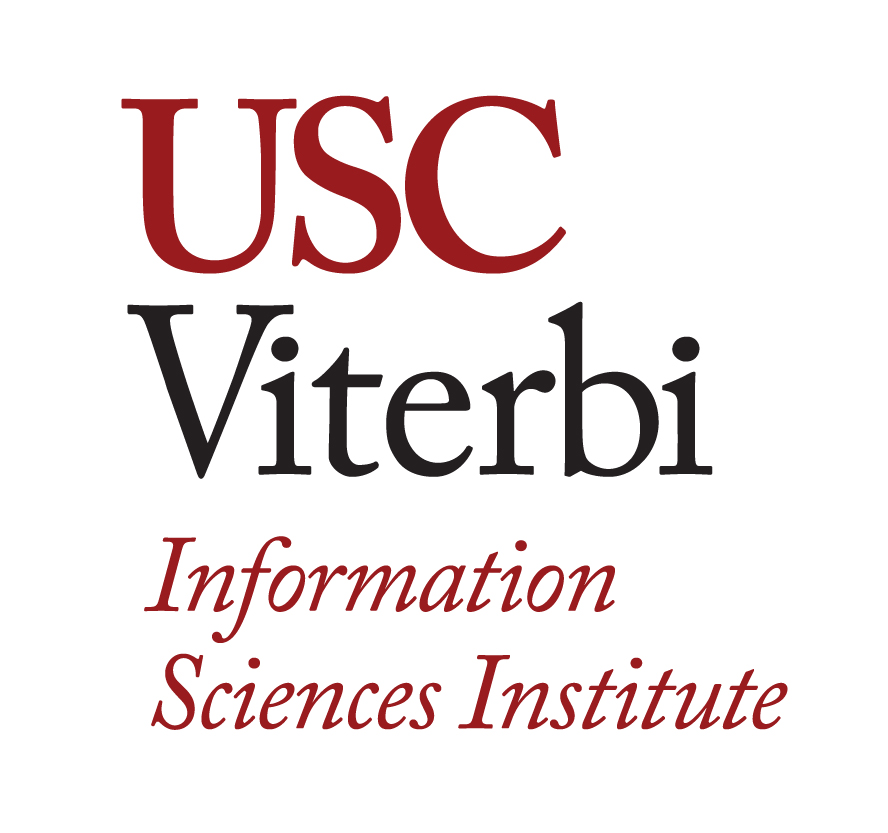 USC
Viterbi
Information
Sciences Institute